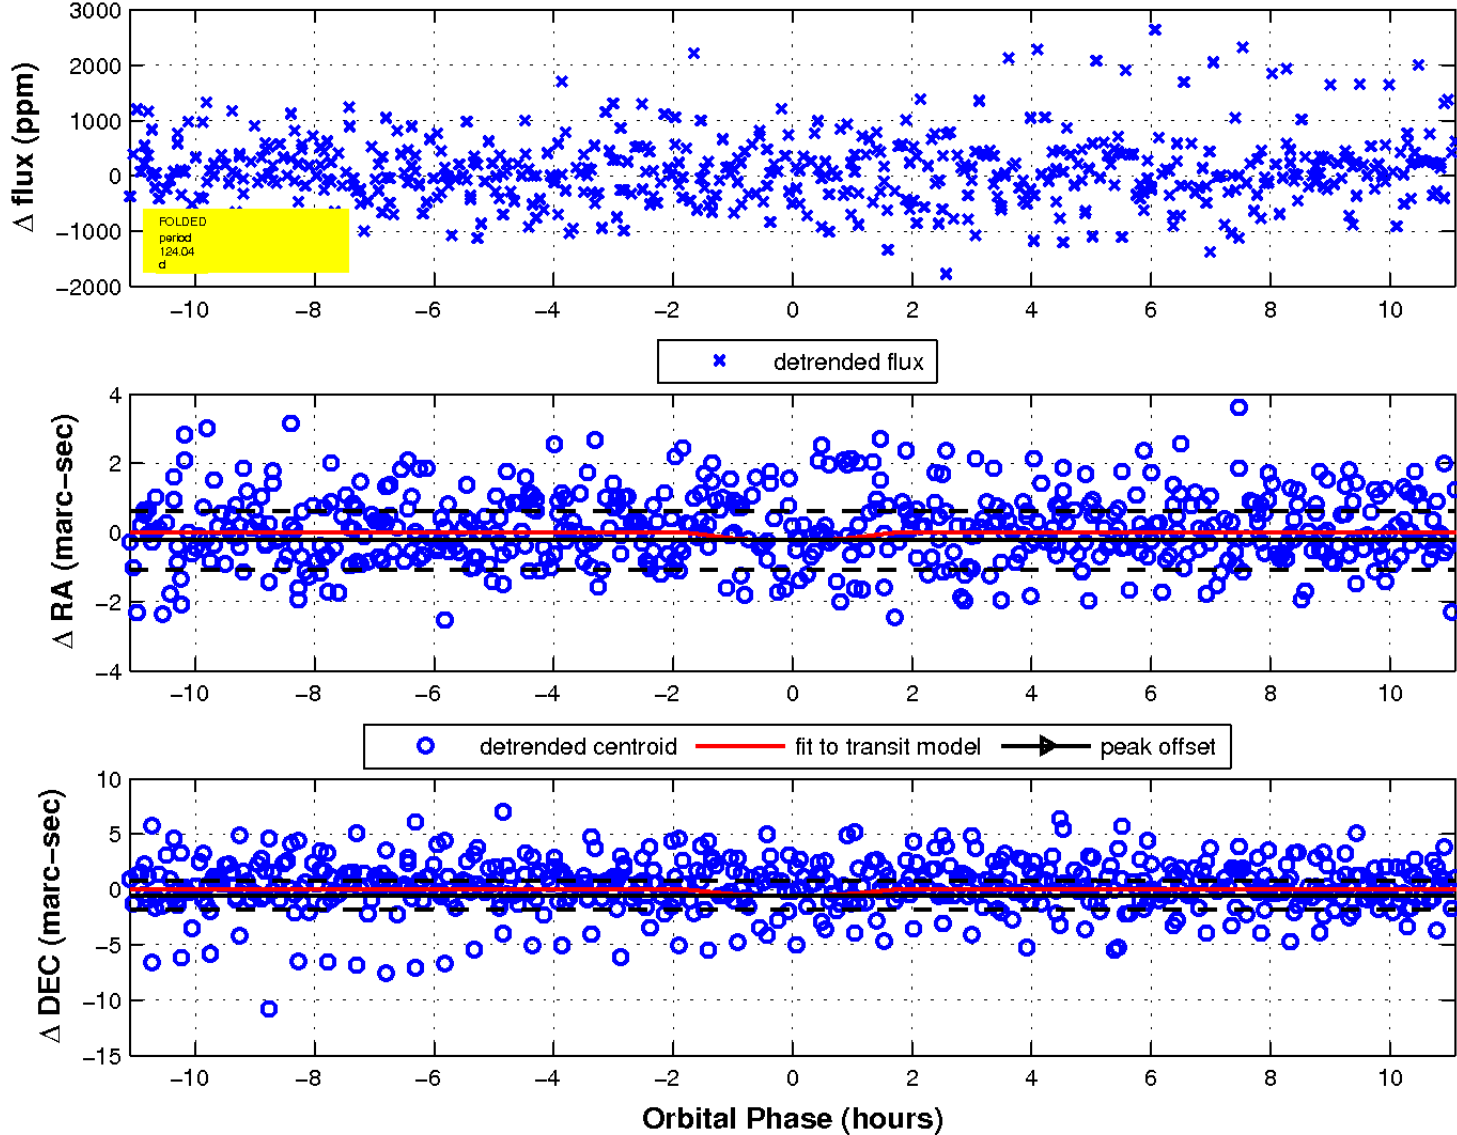 3000
2000
1000
0
−1000
−2000
Δ flux (ppm)
FOLDED
period
124.04
d
−10 −8 −6 −4 −2 0 2 4 6 8 10
detrended flux
4
2
0
−2
−4
Δ RA (marc−sec)
−10 −8 −6 −4 −2 0 2 4 6 8 10
detrended centroid fit to transit model peak offset
10
5
0
−5
−10
−15
Δ DEC (marc−sec)
−10 −8 −6 −4 −2 0 2 4 6 8 10
Orbital Phase (hours)